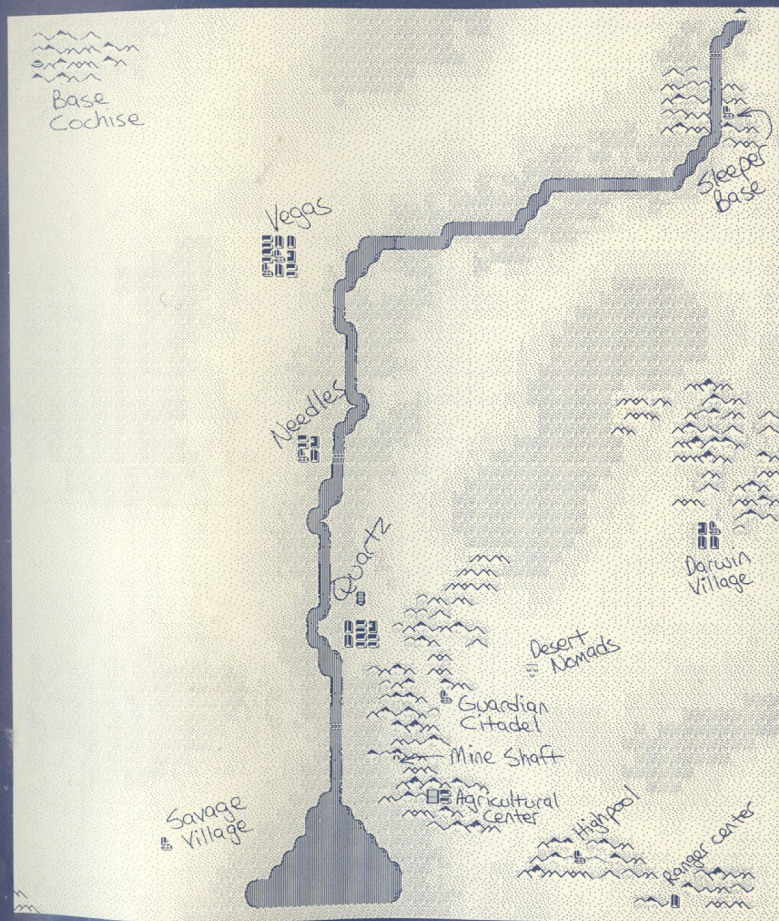 Base
Cochise
Sleeper
Base
Vegas
Needles
Quartz
Darwin
Village
Desert
Nomads
Guardian
Citadel
Mine Shaft
Agricultural
Center
Savage
Village
Highpool
Ranger center